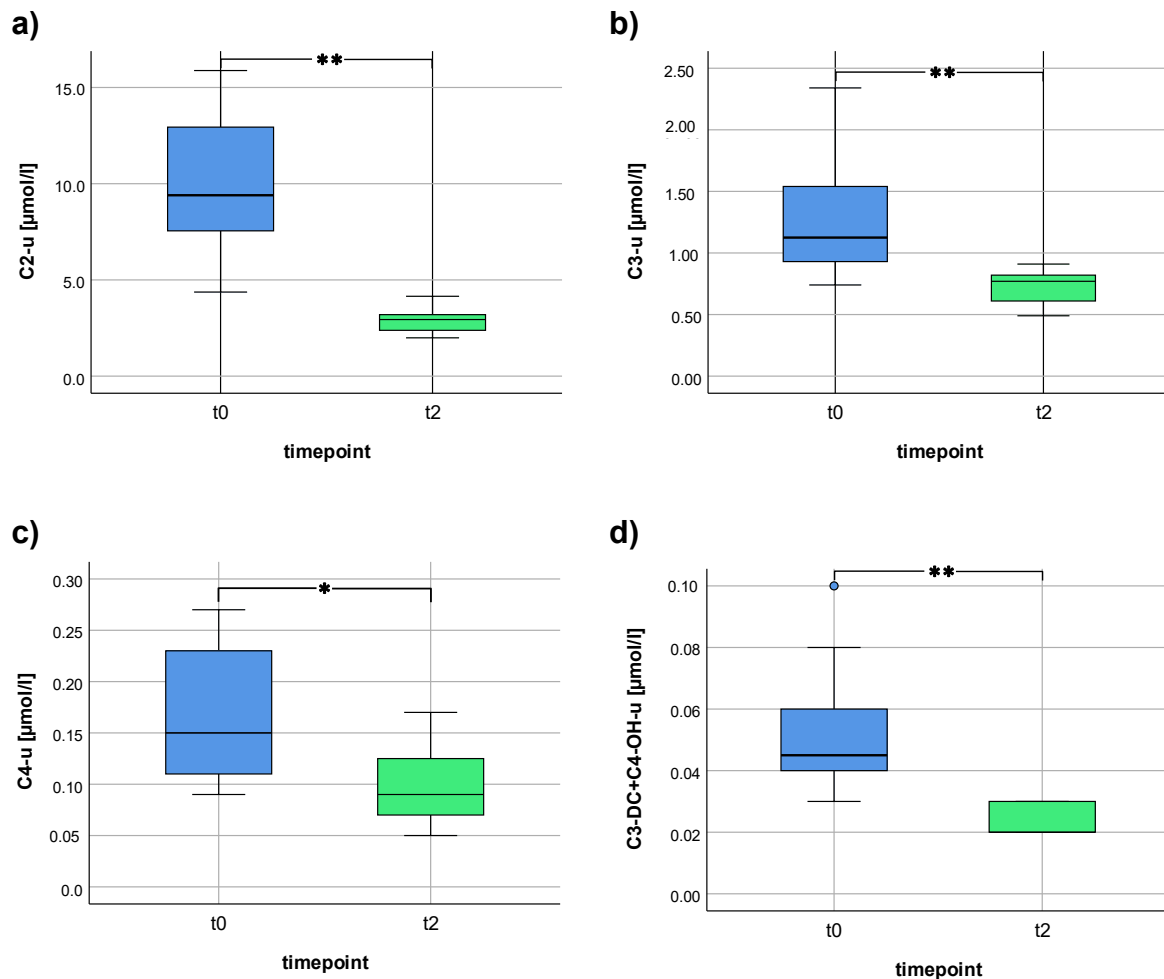 a)
**
C2-u [µmol/l]
15.0
10.0
5.0
0.0
t0 t2
timepoint
b)
**
C3-u [µmol/l]
2.50
2.00
1.50
1.00
0.50
0.00
t0 t2
timepoint
c)
*
C4-u [µmol/l]
0.30
0.25
0.20
0.15
0.10
0.05
0.0
t0 t2
timepoint
d)
**
C3-DC+C4-OH-u [µmol/l]
0.10
0.08
0.06
0.04
0.02
0.00
t0 t2
timepoint